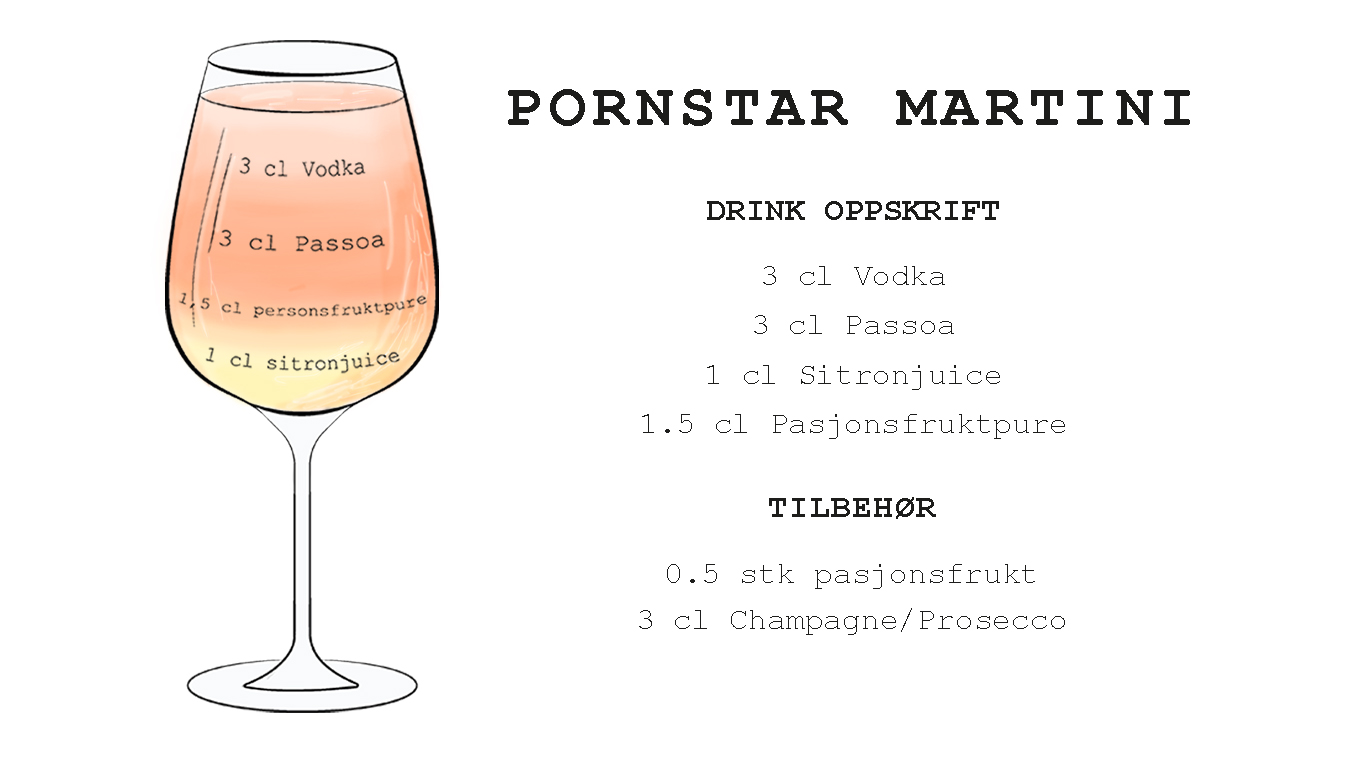 3 cl Vodka
3 cl Passoa
1,5 cl personsfruktpure
1 cl sitronjuice
PORNSTAR MARTINI
DRINK OPPSKRIFT
3 cl Vodka
3 cl Passoa
1 cl Sitronjuice
1.5 cl Pasjonsfruktpure
TILBEHØR
0.5 stk pasjonsfrukt
3 cl Champagne/Prosecco